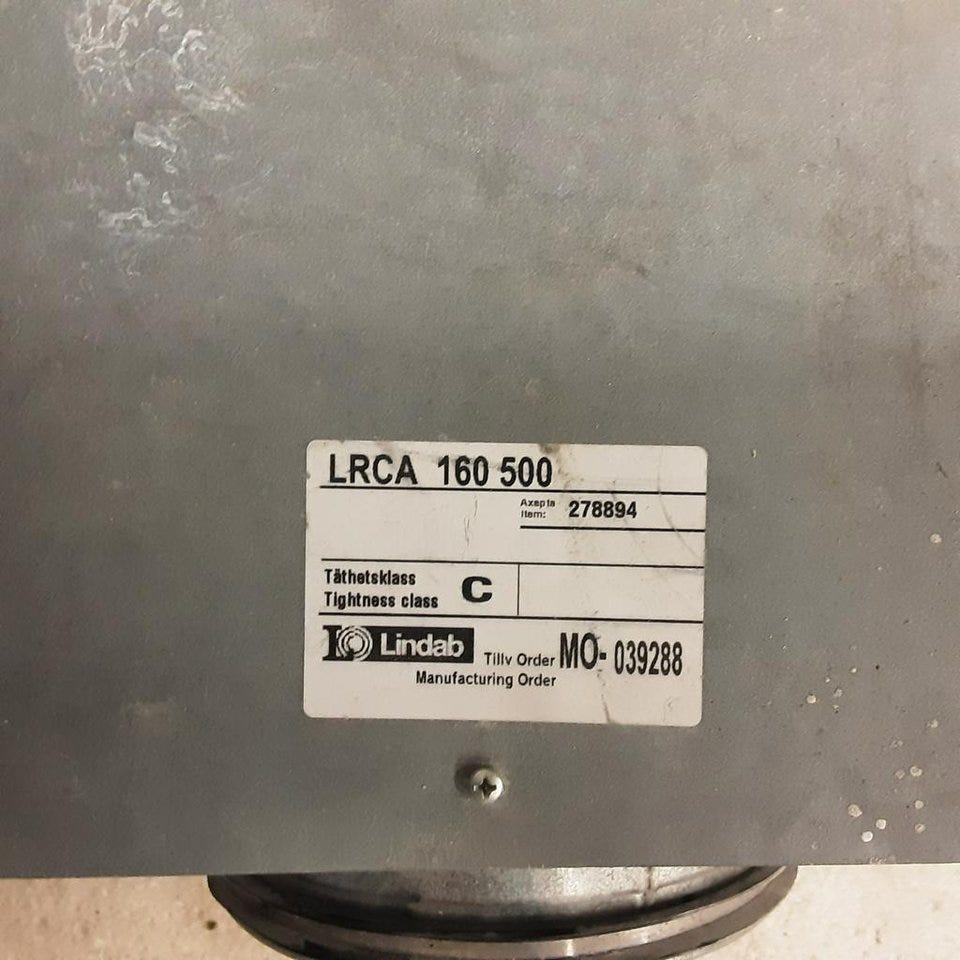 LRCA 160 500
Axapta
Item: 278894
Täthetsklass
Tightness class C
Lindab Tillv Order MO- 039288
Manufacturing Order